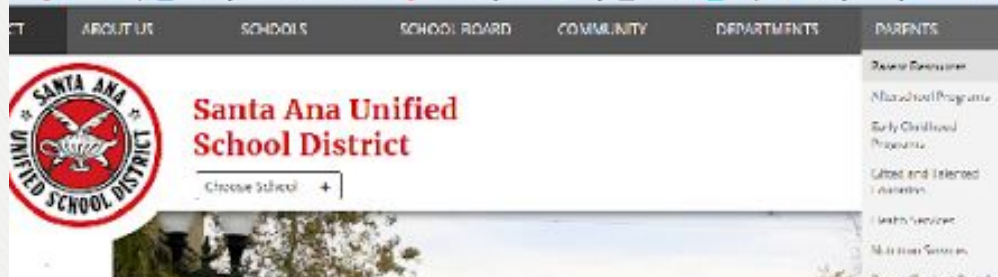 CT ABOUT US SCHOOLS SCHOOL BOARD COMMUNITY DEPARTMENTS PARENTS
SANTA ANA UNIFIED SCHOOL DISTRICT
Santa Ana Unified
School District
Choose School +
Parent Resources
Afterschool Programs
Early Childhood
Programs
Gifted and Talented
Education
Health Services
Nutrition Services